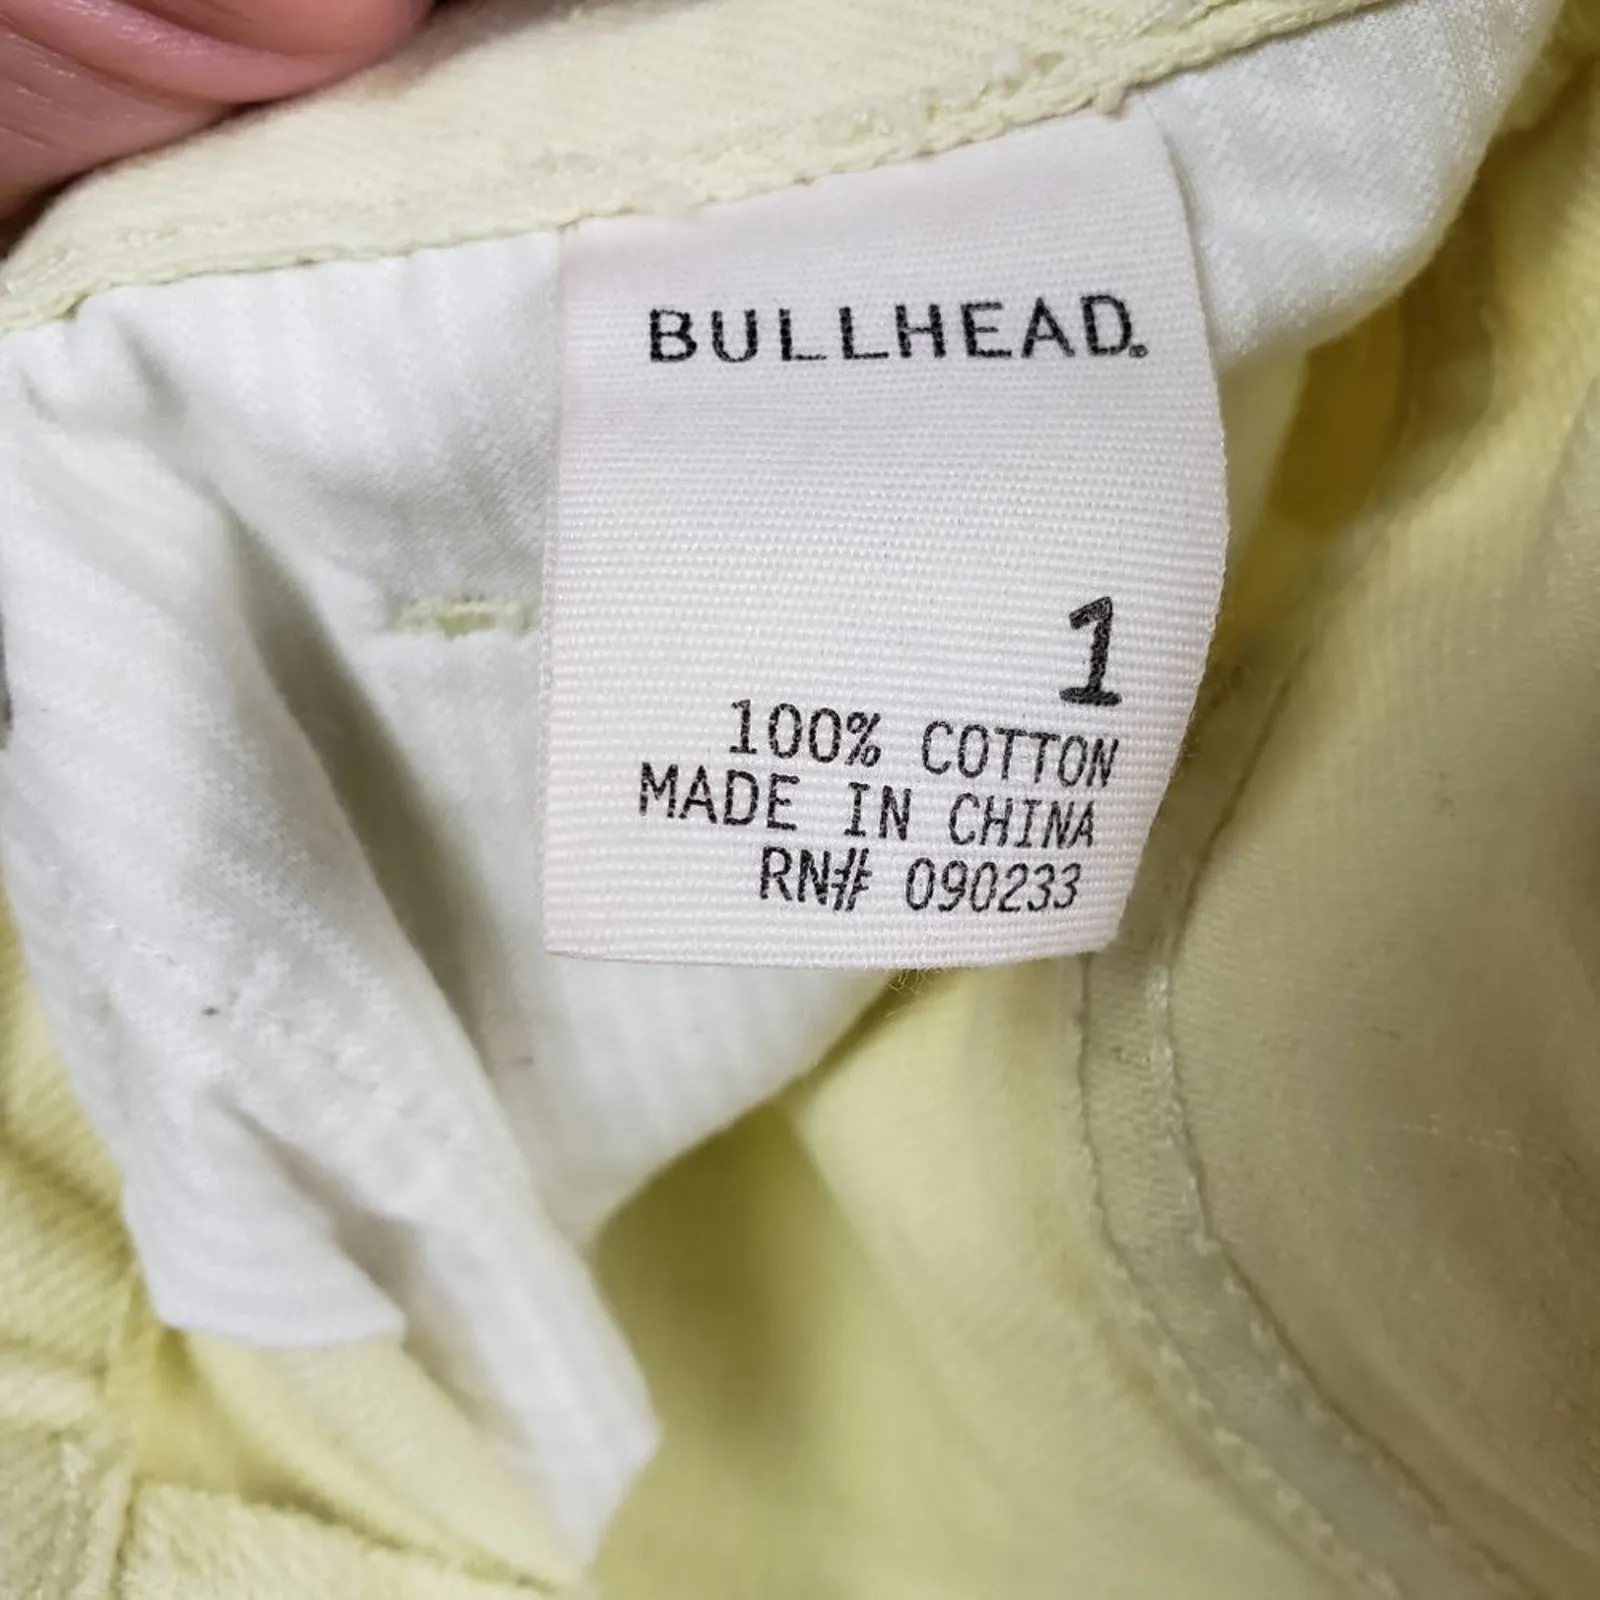 BULLHEAD®
1
100% COTTON
MADE IN CHINA
RN# 090233